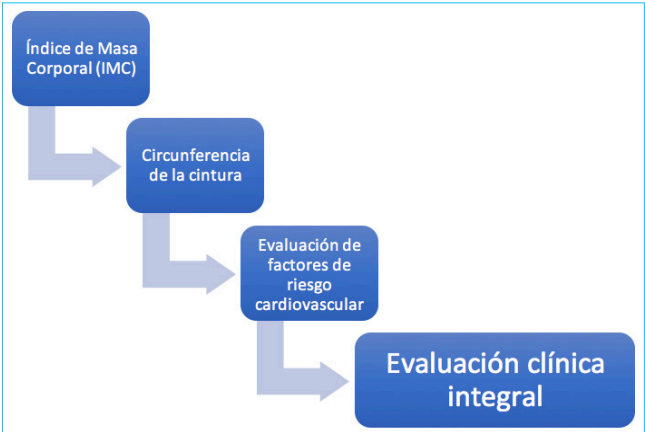 Índice de Masa
Corporal (IMC)
Circunferencia
de la cintura
Evaluación de
factores de
riesgo
cardiovascular
Evaluación clínica
integral